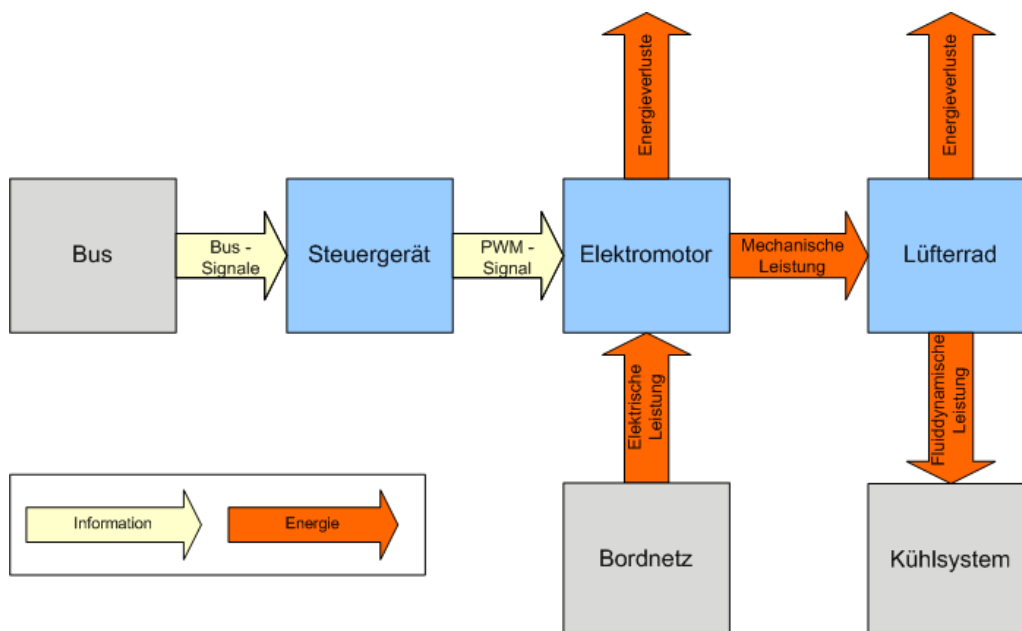 Energieverluste
Energieverluste
Bus
Bus -
Signale
Steuergerät
PWM -
Signal
Elektromotor
Mechanische
Leistung
Lüfterrad
Elektrische
Leistung
Fluiddynamische
Leistung
Information
Energie
Bordnetz
Kühlsystem